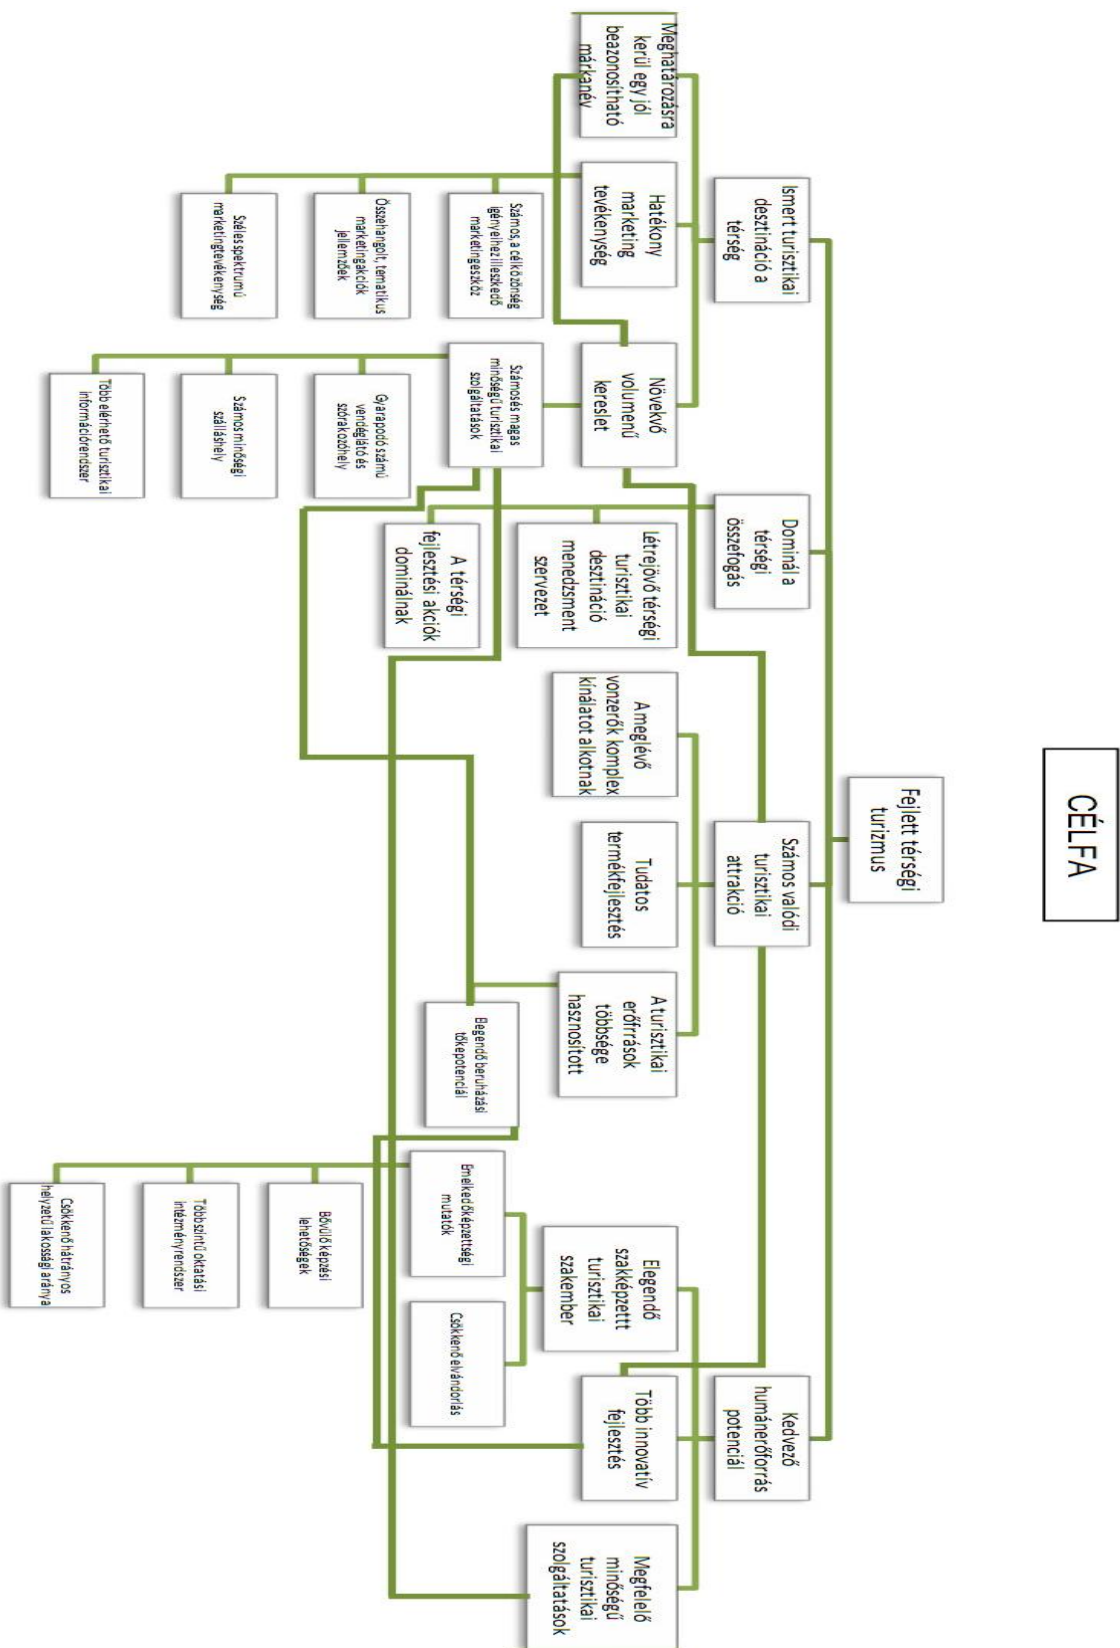 CÉLFA
Fejlett térségi
turizmus
Ismert turisztikai
desztináció a
térség
Dominál a
térségi
összefogás
Számos valódi
turisztikai
attrakció
Kedvező
humánerőforrás
potenciál
Meghatározásra
kerül egy jól
beazonosítható
márkanév
Hatékony
marketing
tevékenység
Növekvő
volumenű
kereslet
Létrejövő térségi
turisztikai
desztináció
menedzsment
szervezet
A meglévő
vonzerők komplex
kínálatot alkotnak
Tudatos
termékfejlesztés
A turisztikai
erőfrrások
többsége
hasznosított
Elegendő
szakképzettt
turisztikai
szakember
Több innovatív
fejlesztés
Megfelelő
minőségű
turisztikai
szolgáltatások
Számos, a célközönség
igényeihez illeszkedő
marketingeszköz
Számos és magas
minőségű turisztikai
szolgáltatások
A térségi
fejlesztési akciók
dominálnak
Elegendő beruházási
tőkepotenciál
Emelkedő képzettségi
mutatók
Csökkenő elvándorlás
Összehangolt, tematikus
marketingakciók
jellemzőek
Gyarapodó számú
vendéglátó és
szórakozóhely
Bővülő képzési
lehetőségek
Széles spektrumú
marketingtevékenység
Számos minőségi
szálláshely
Többszintű oktatási
intézményrendszer
Több elérhető turisztikai
információrendszer
Csökkenő hátrányos
helyzetű lakosság aránya